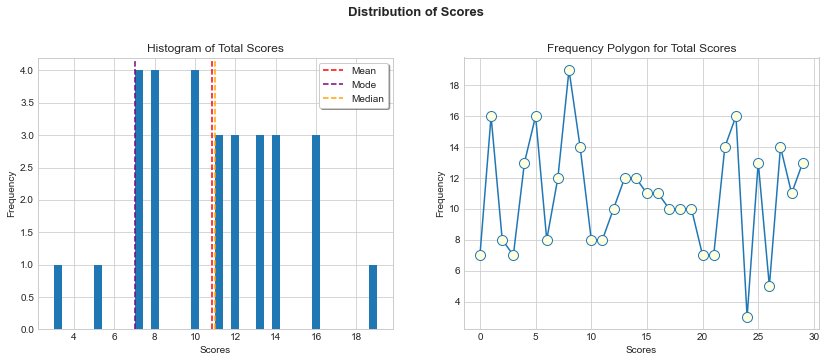 Distribution of Scores
Histogram of Total Scores
Frequency
4.0
3.5
3.0
2.5
2.0
1.5
1.0
0.5
0.0
Mean
Mode
Median
4 6 8 10 12 14 16 18
Scores
Frequency Polygon for Total Scores
Frequency
18
16
14
12
10
8
6
4
0 5 10 15 20 25 30
Scores